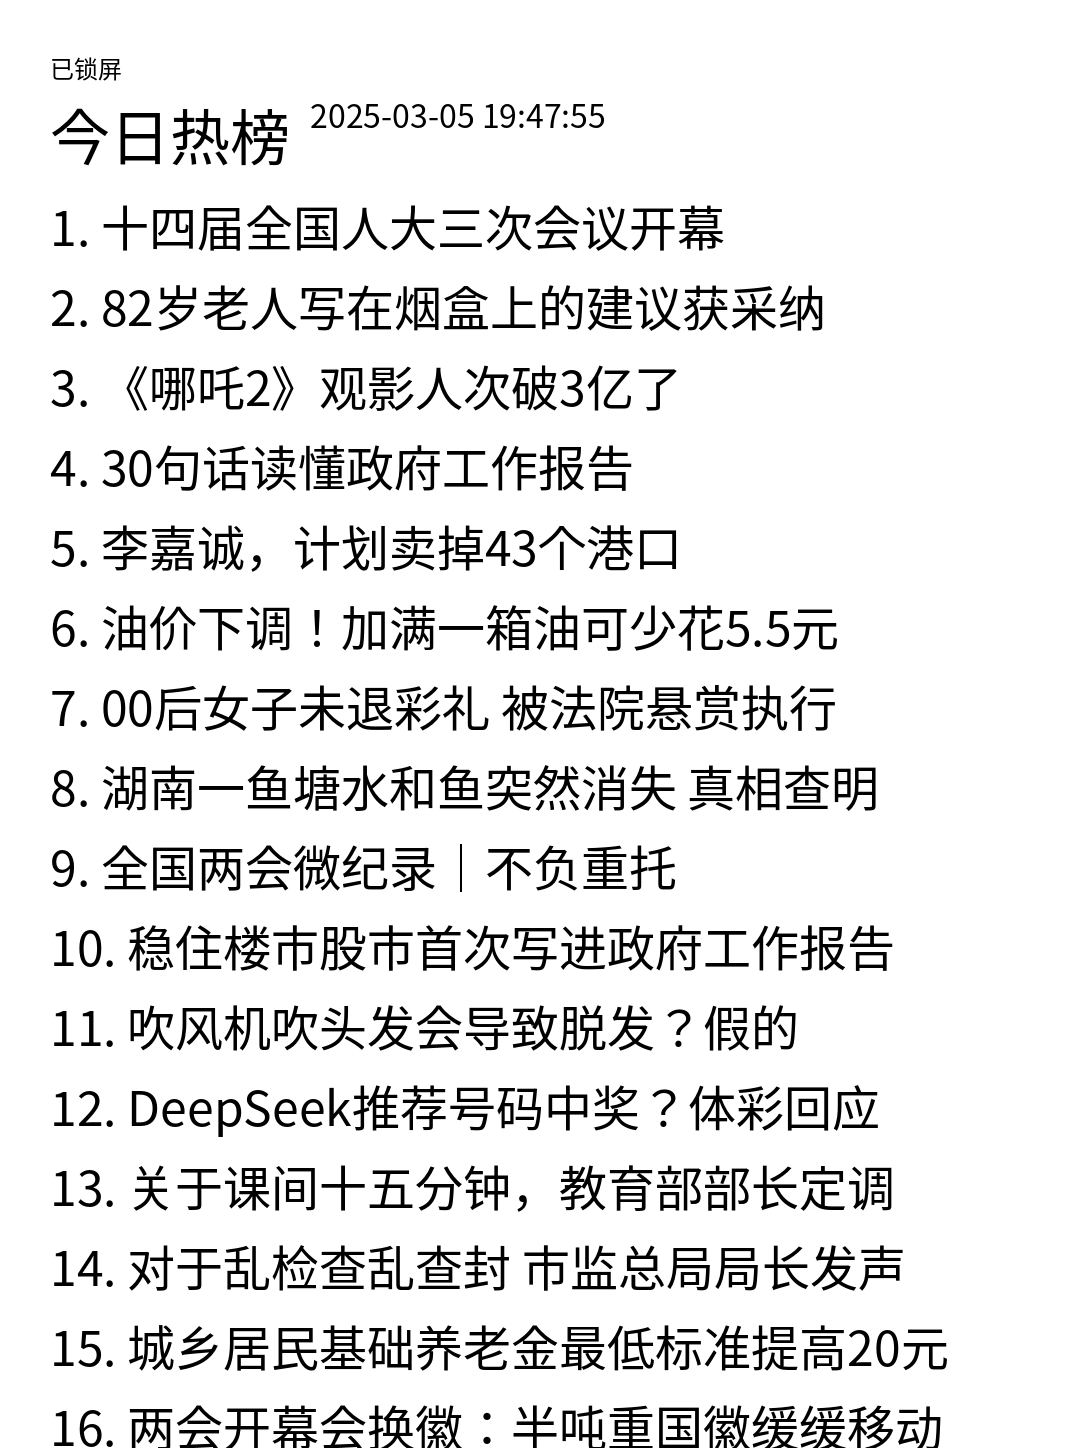 已锁屏
今日热榜 2025-03-05 19:47:55
1. 十四届全国人大三次会议开幕
2. 82岁老人写在烟盒上的建议获采纳
3. 《哪吒2》观影人次破3亿了
4. 30句话读懂政府工作报告
5. 李嘉诚，计划卖掉43个港口
6. 油价下调！加满一箱油可少花5.5元
7. 00后女子未退彩礼 被法院悬赏执行
8. 湖南一鱼塘水和鱼突然消失 真相查明
9. 全国两会微纪录｜不负重托
10. 稳住楼市股市首次写进政府工作报告
11. 吹风机吹头发会导致脱发？假的
12. DeepSeek推荐号码中奖？体彩回应
13. 关于课间十五分钟，教育部部长定调
14. 对于乱检查乱查封 市监总局局长发声
15. 城乡居民基础养老金最低标准提高20元
16. 两会开幕会换徽：半吨重国徽缓缓移动